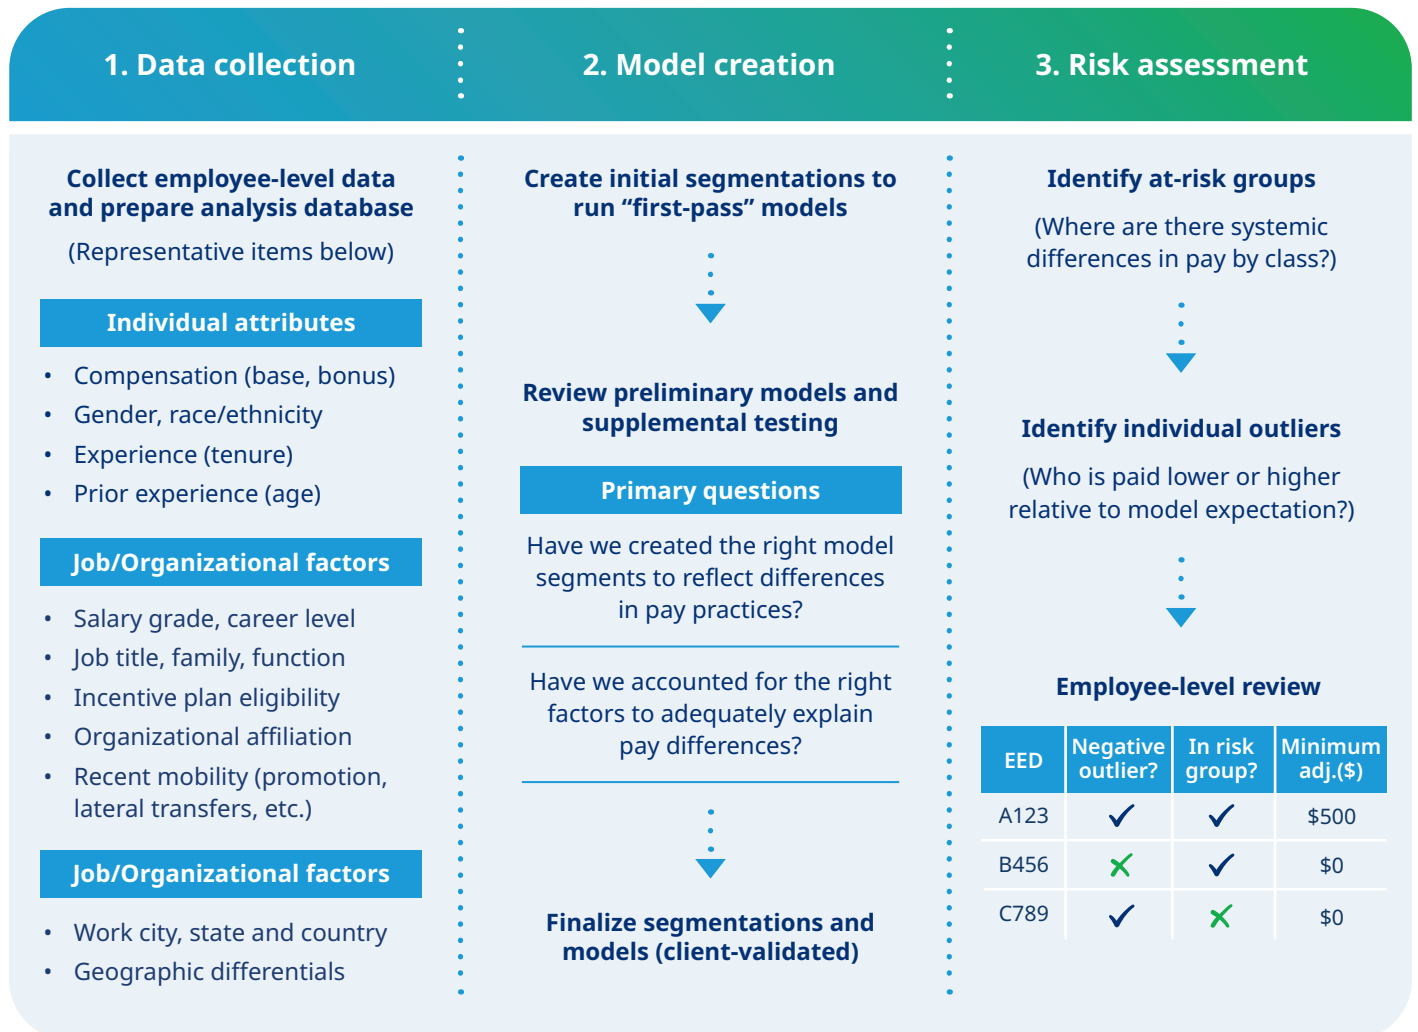 1. Data collection
2. Model creation
3. Risk assessment
Collect employee-level data
and prepare analysis database
(Representative items below)
Individual attributes
• Compensation (base, bonus)
• Gender, race/ethnicity
• Experience (tenure)
• Prior experience (age)
Job/Organizational factors
• Salary grade, career level
• Job title, family, function
• Incentive plan eligibility
• Organizational affiliation
• Recent mobility (promotion,
lateral transfers, etc.)
Job/Organizational factors
• Work city, state and country
• Geographic differentials
Create initial segmentations to
run “first-pass” models
Review preliminary models and
supplemental testing
Primary questions
Have we created the right model
segments to reflect differences
in pay practices?
Have we accounted for the right
factors to adequately explain
pay differences?
Finalize segmentations and
models (client-validated)
Identify at-risk groups
(Where are there systemic
differences in pay by class?)
Identify individual outliers
(Who is paid lower or higher
relative to model expectation?)
Employee-level review
EED
Negative
outlier?
In risk
group?
Minimum
adj.($)
A123 ✓ ✓ $500
B456 ✗ ✓ $0
C789 ✓ ✗ $0